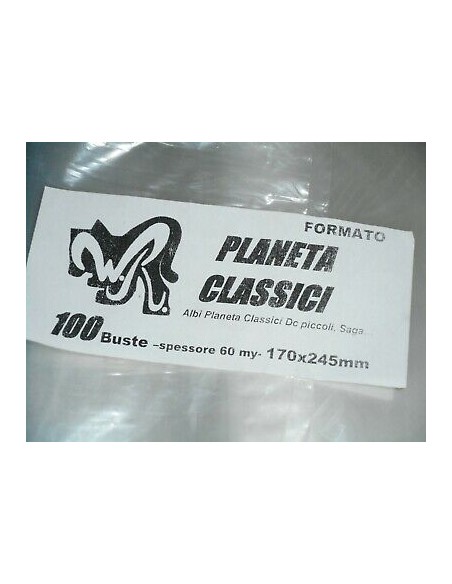 FORMATO
W.R.
PLANETA
CLASSICI
Albi Planeta Classici Dc piccoli, Saga...
100 Buste -spessore 60 my- 170x245mm